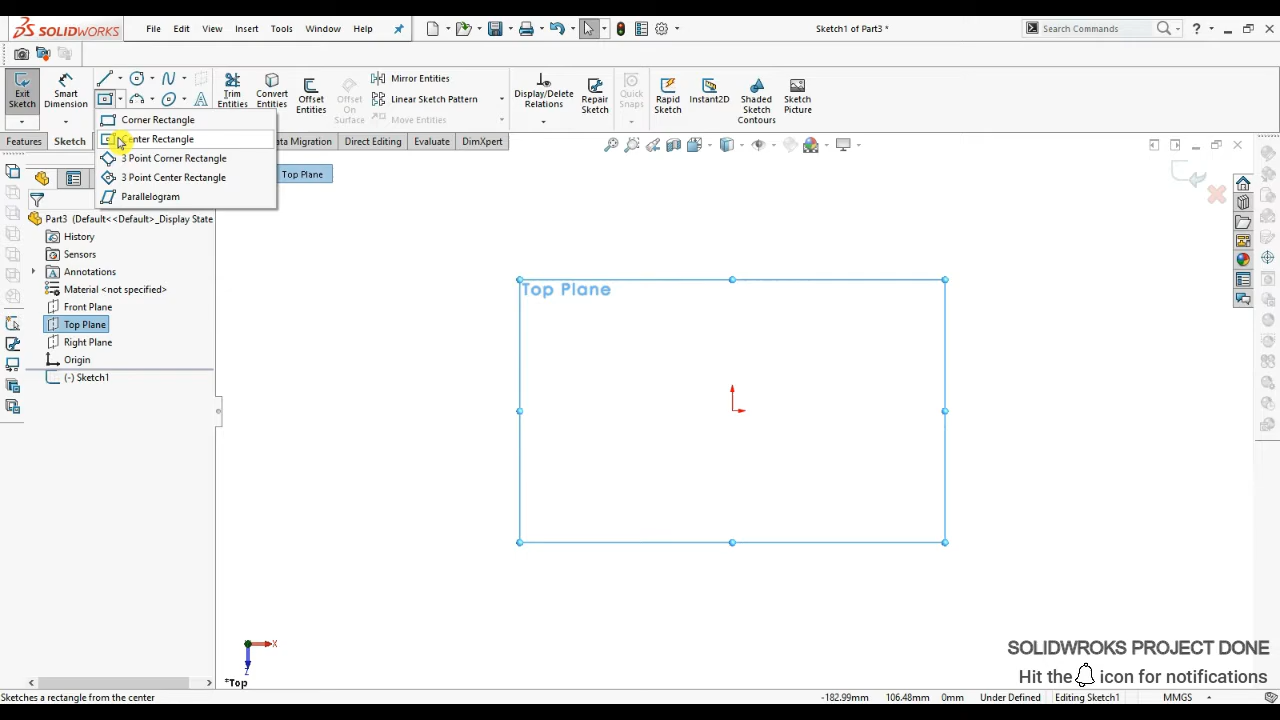 SOLIDWORKS
File Edit View Insert Tools Window Help
Sketch1 of Part3 *
Search Commands
Exit Sketch
Smart Dimension
Trim Entities
Convert Entities
Offset Entities
Offset On Surface
Mirror Entities
Linear Sketch Pattern
Move Entities
Display/Delete Relations
Repair Sketch
Quick Snaps
Rapid Sketch
Instant2D
Shaded Sketch Contours
Sketch Picture
Features Sketch ata Migration Direct Editing Evaluate DimXpert
Corner Rectangle
Center Rectangle
3 Point Corner Rectangle
3 Point Center Rectangle
Parallelogram
Top Plane
Part3 (Default<<Default>_Display State
History
Sensors
Annotations
Material <not specified>
Front Plane
Top Plane
Right Plane
Origin
(-) Sketch1
Top Plane
X
Z
*Top
SOLIDWROKS PROJECT DONE
Hit the icon for notifications
Sketches a rectangle from the center
-182.99mm 106.48mm 0mm Under Defined Editing Sketch1 MMGS